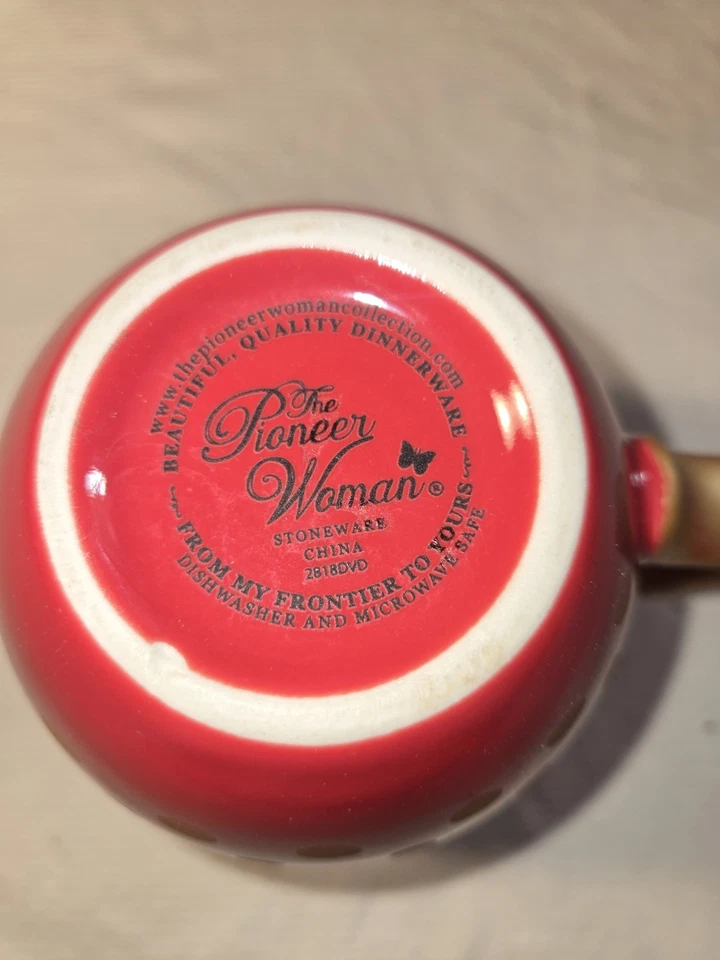 www.thepioneerwomancollection.com
BEAUTIFUL, QUALITY DINNERWARE
The
Pioneer
Woman®
STONEWARE
CHINA
2818DVD
FROM MY FRONTIER TO YOURS
DISHWASHER AND MICROWAVE SAFE